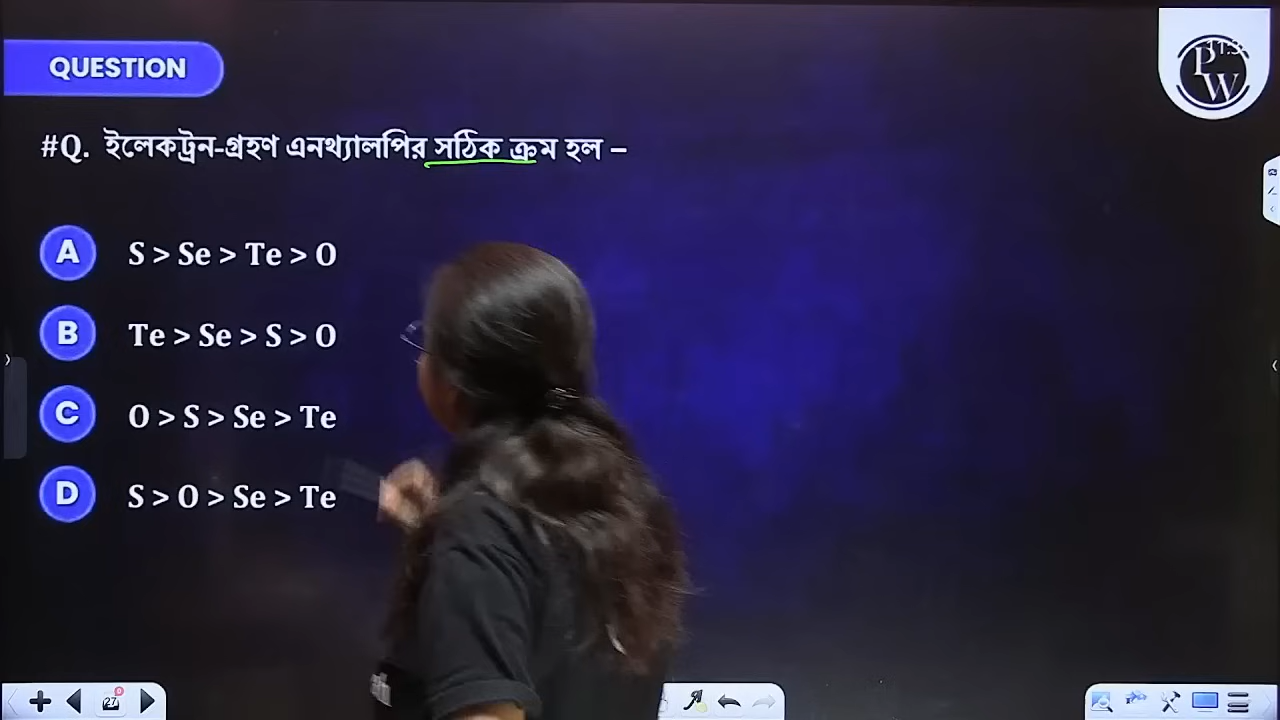 QUESTION
PW
#Q. ইলেকট্রন-গ্রহণ এনথ্যালপির সঠিক ক্রম হল –
A S > Se > Te > O
B Te > Se > S > O
C O > S > Se > Te
D S > O > Se > Te
27